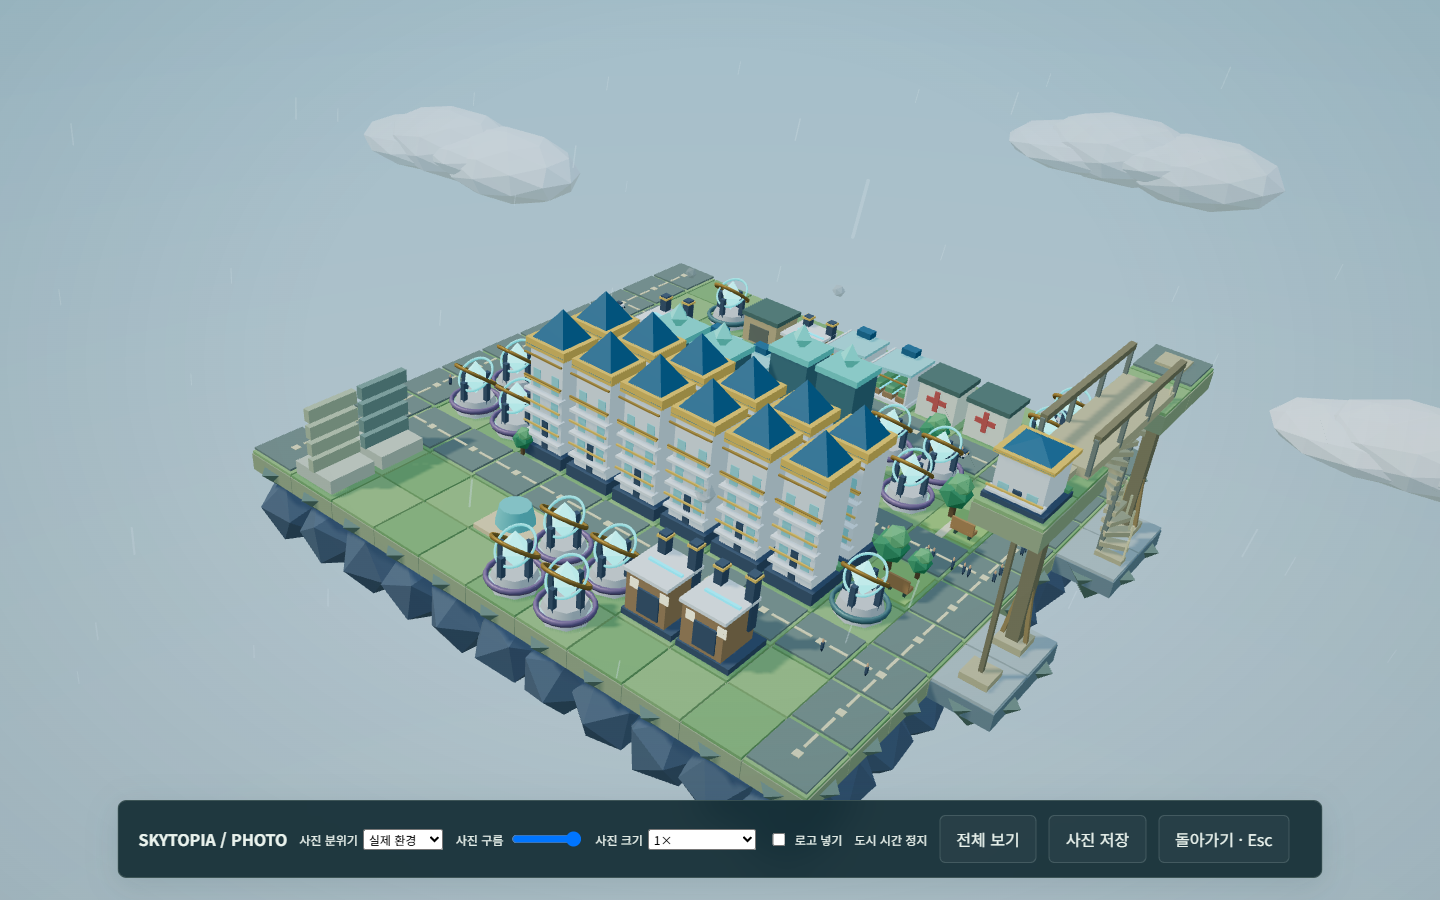 SKYTOPIA / PHOTO 사진 분위기 실제 환경 사진 구름 사진 크기 1× 로고 넣기 도시 시간 정지 전체 보기 사진 저장 돌아가기 · Esc